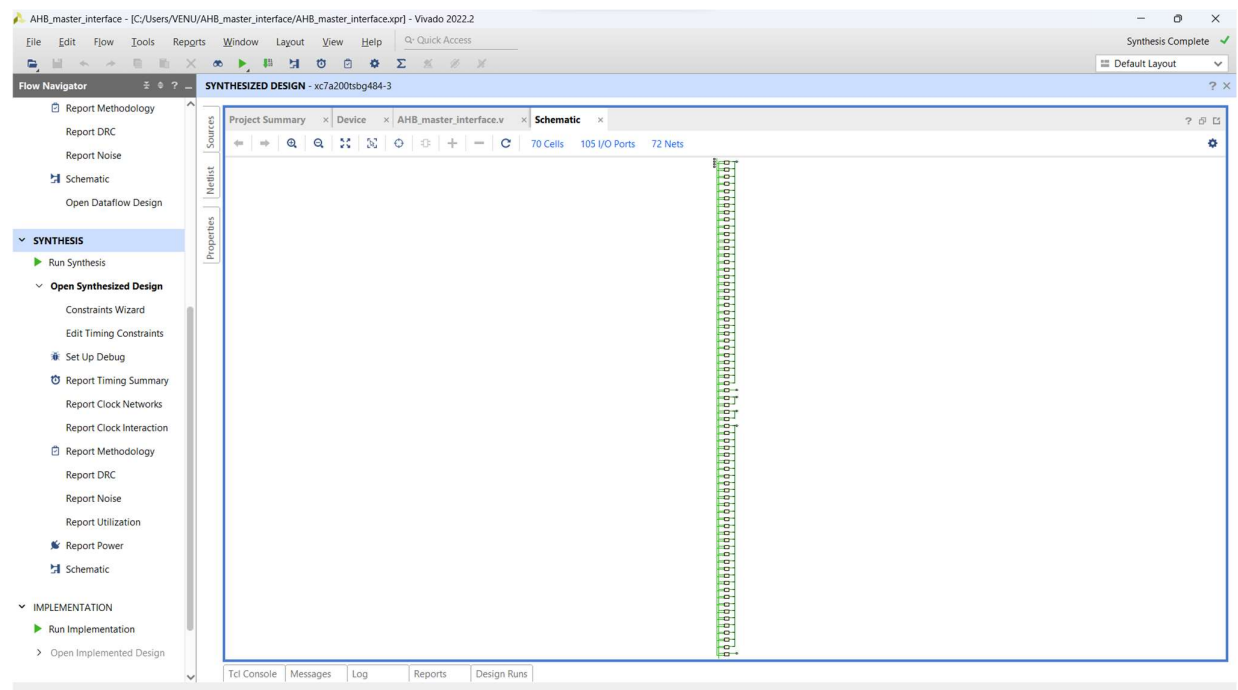 AHB_master_interface - [C:/Users/VENU/AHB_master_interface/AHB_master_interface.xpr] - Vivado 2022.2
File Edit Flow Tools Reports Window Layout View Help Quick Access
Synthesis Complete
Default Layout
Flow Navigator
SYNTHESIZED DESIGN - xc7a200tsbg484-3
Report Methodology
Report DRC
Report Noise
Schematic
Open Dataflow Design
SYNTHESIS
Run Synthesis
Open Synthesized Design
Constraints Wizard
Edit Timing Constraints
Set Up Debug
Report Timing Summary
Report Clock Networks
Report Clock Interaction
Report Methodology
Report DRC
Report Noise
Report Utilization
Report Power
Schematic
IMPLEMENTATION
Run Implementation
Open Implemented Design
Sources
Netlist
Properties
Project Summary Device AHB_master_interface.v Schematic
70 Cells 105 I/O Ports 72 Nets
Tcl Console Messages Log Reports Design Runs